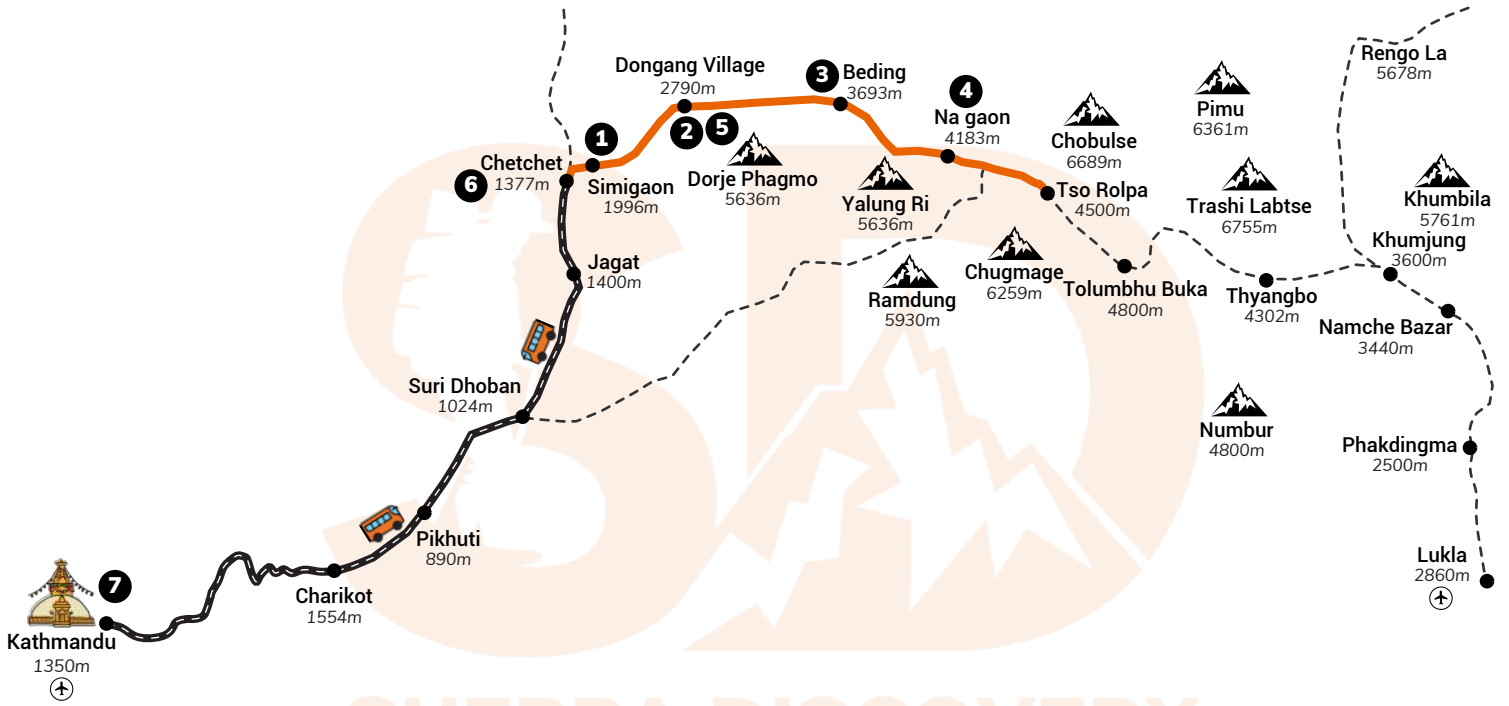 Rengo La
5678m
Dongang Village
2790m
3
Beding
3693m
4
Na gaon
4183m
Pimu
6361m
Chobulse
6689m
1
2
5
Chetchet
1377m
6
Simigaon
1996m
Dorje Phagmo
5636m
Yalung Ri
5636m
Tso Rolpa
4500m
Trashi Labtse
6755m
Khumbila
5761m
Khumjung
3600m
Jagat
1400m
Ramdung
5930m
Chugmage
6259m
Tolumbhu Buka
4800m
Thyangbo
4302m
Namche Bazar
3440m
Suri Dhoban
1024m
Numbur
4800m
Phakdingma
2500m
Pikhuti
890m
Lukla
2860m
Charikot
1554m
7
Kathmandu
1350m
SD
SHERPA DISCOVERY